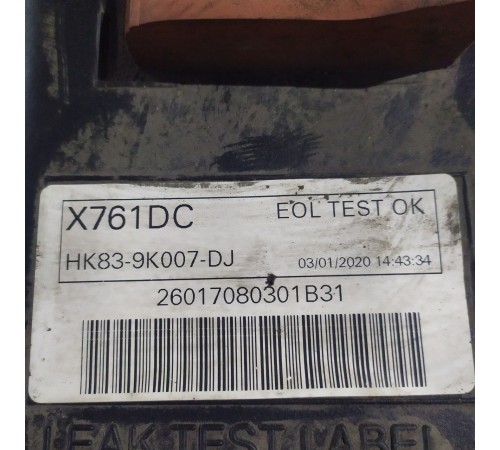 X761DC EOL TEST OK
HK83-9K007-DJ 03/01/2020 14:43:34
26017080301B31
LEAK TEST LABEL